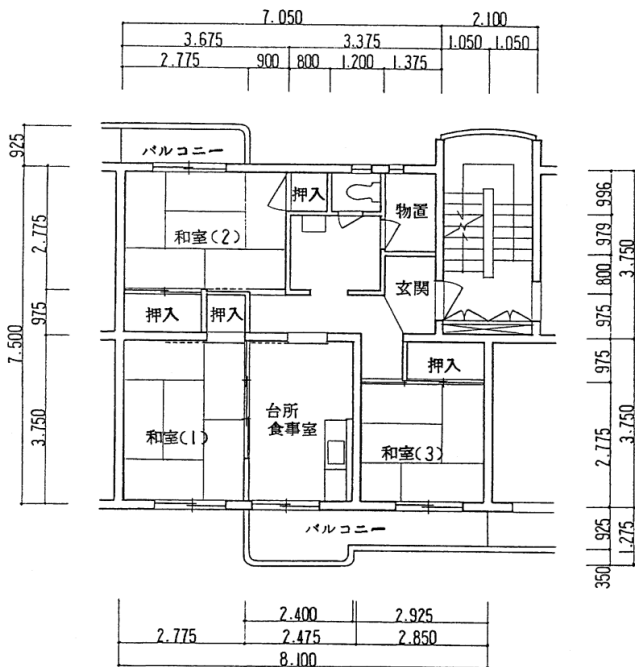 7.050
2.100
3.675
3.375
1.050
1.050
2.775
900
800
1.200
1.375
925
2.775
975
7.500
3.750
バルコニー
押入
物置
和室(2)
玄関
押入
押入
押入
台所
食事室
和室(1)
和室(3)
バルコニー
996
979
800
975
3.750
975
2.775
3.750
925
1.275
350
2.400
2.925
2.775
2.475
2.850
8.100